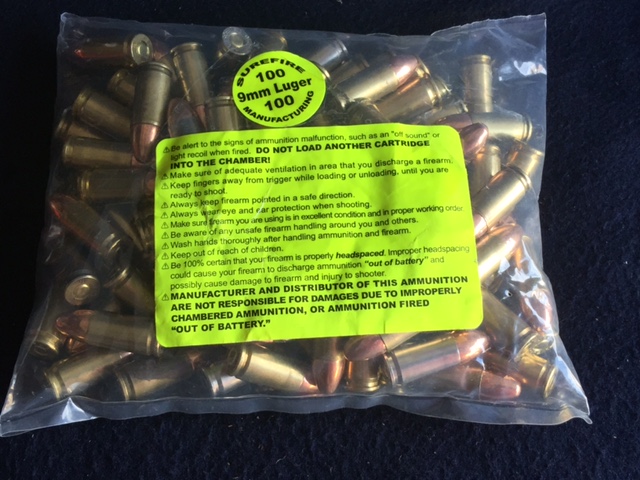 SUREFIRE
100
9mm Luger
100
MANUFACTURING
⚠Be alert to the signs of ammunition malfunction, such as an "off sound" or
light recoil when fired. DO NOT LOAD ANOTHER CARTRIDGE
INTO THE CHAMBER!
⚠Make sure of adequate ventilation in area that you discharge a firearm.
⚠Keep fingers away from trigger while loading or unloading, until you are
ready to shoot.
⚠Always keep firearm pointed in a safe direction.
⚠Always wear eye and ear protection when shooting.
⚠Make sure firearm you are using is in excellent condition and in proper working order.
⚠Be aware of any unsafe firearm handling around you and others.
⚠Wash hands thoroughly after handling ammunition and firearm.
⚠Keep out of reach of children.
⚠Be 100% certain that your firearm is properly headspaced. Improper headspacing
could cause your firearm to discharge ammunition "out of battery" and
possibly cause damage to firearm and injury to shooter.
⚠MANUFACTURER AND DISTRIBUTOR OF THIS AMMUNITION
ARE NOT RESPONSIBLE FOR DAMAGES DUE TO IMPROPERLY
CHAMBERED AMMUNITION, OR AMMUNITION FIRED
"OUT OF BATTERY."